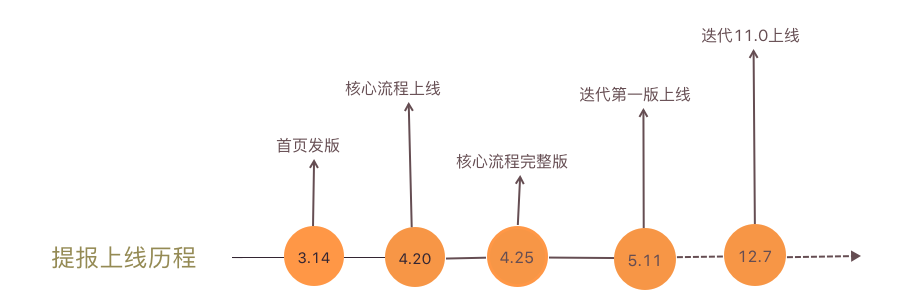 迭代11.0上线
核心流程上线
迭代第一版上线
首页发版
核心流程完整版
提报上线历程
3.14
4.20
4.25
5.11
12.7